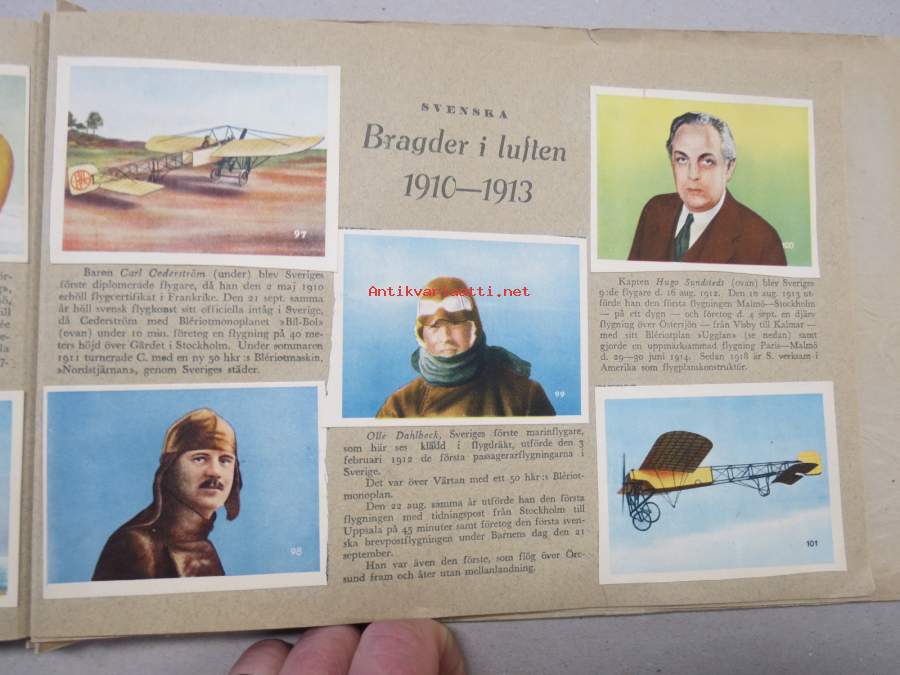 SVENSKA
Bragder i luften
1910—1913
97
Baron Carl Cederström (under) blev Sveriges
förste diplomerade flygare, då han den 2 maj 1910
erhöll flygcertifikat i Frankrike. Den 21 sept. samma
år höll svensk flygkonst sitt officiella intåg i Sverige,
då Cederström med Blériotmonoplanet »Bil-Bol»
(ovan) under 10 min. företog en flygning på 40 me-
ters höjd över Gärdet i Stockholm. Under sommaren
1911 turnerade C. med en ny 50 hkr:s Blériotmaskin,
»Nordstjärnan», genom Sveriges städer.
98
Antikvariaatti.net
99
Olle Dahlbeck, Sveriges förste marinflygare,
som här ses klädd i flygdräkt, utförde den 3
februari 1912 de första passagerarflygningarna i
Sverige.
Det var över Värtan med ett 50 hkr:s Blériot-
monoplan.
Den 22 aug. samma år utförde han den första
flygningen med tidningspost från Stockholm till
Uppsala på 45 minuter samt företog den första sven-
ska brevpostflygningen under Barnens dag den 21
september.
Han var även den förste, som flög över Öre-
sund fram och åter utan mellanlandning.
100
Kapten Hugo Sundstedt (ovan) blev Sveriges
9:de flygare d. 16 aug. 1912. Den 10 aug. 1913 ut-
förde han den första flygningen Malmö—Stockholm
— på ett dygn — och företog d. 4 sept. en djärv
flygning över Östersjön — från Visby till Kalmar —
med sitt Blériotplan »Ugglan» (se nedan) samt
gjorde en uppmärksammad flygning Paris—Malmö
d. 29—30 juni 1914. Sedan 1918 är S. verksam i
Amerika som flygplanskonstruktör.
101